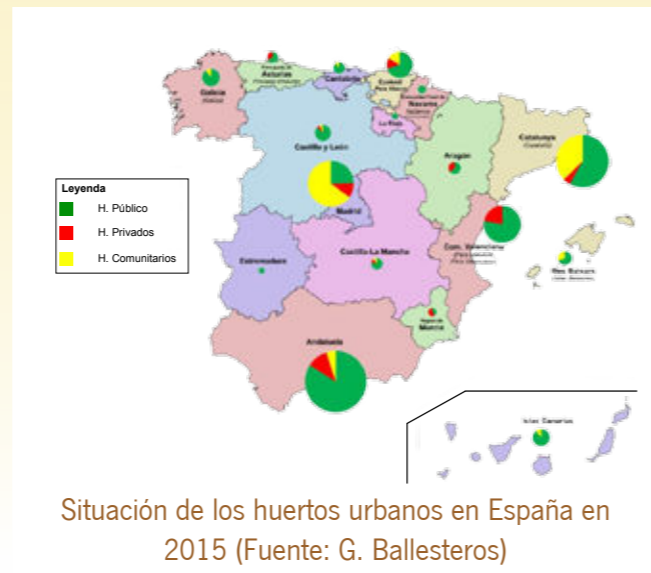 Asturias
Cantabria
Euskadi
Galicia
Navarra
La Rioja
Catalunya
Castilla y León
Aragón
Leyenda
H. Público
H. Privados
H. Comunitarios
Madrid
Extremadura
Castilla-La Mancha
Com. Valenciana
Illes Balears
Murcia
Andalucía
Islas Canarias
Situación de los huertos urbanos en España en
2015 (Fuente: G. Ballesteros)